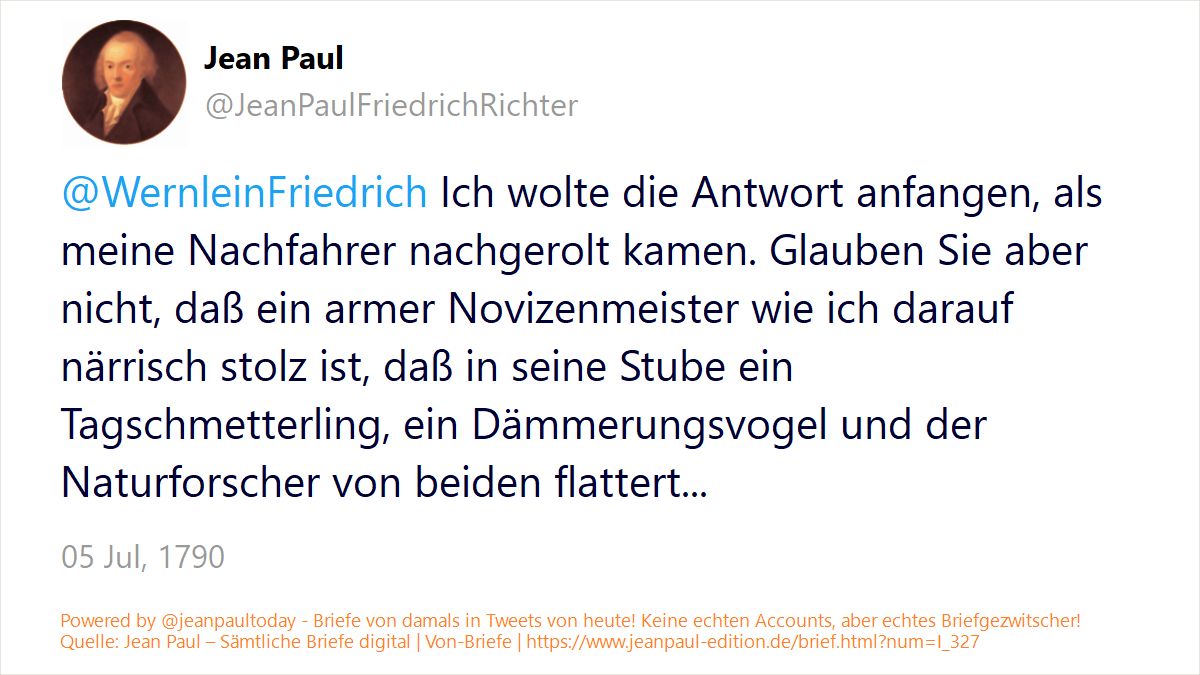 Jean Paul
@JeanPaulFriedrichRichter
@WernleinFriedrich Ich wolte die Antwort anfangen, als
meine Nachfahrer nachgerolt kamen. Glauben Sie aber
nicht, daß ein armer Novizenmeister wie ich darauf
närrisch stolz ist, daß in seine Stube ein
Tagschmetterling, ein Dämmerungsvogel und der
Naturforscher von beiden flattert...
05 Jul, 1790
Powered by @jeanpaultoday - Briefe von damals in Tweets von heute! Keine echten Accounts, aber echtes Briefgezwitscher!
Quelle: Jean Paul – Sämtliche Briefe digital | Von-Briefe | https://www.jeanpaul-edition.de/brief.html?num=I_327